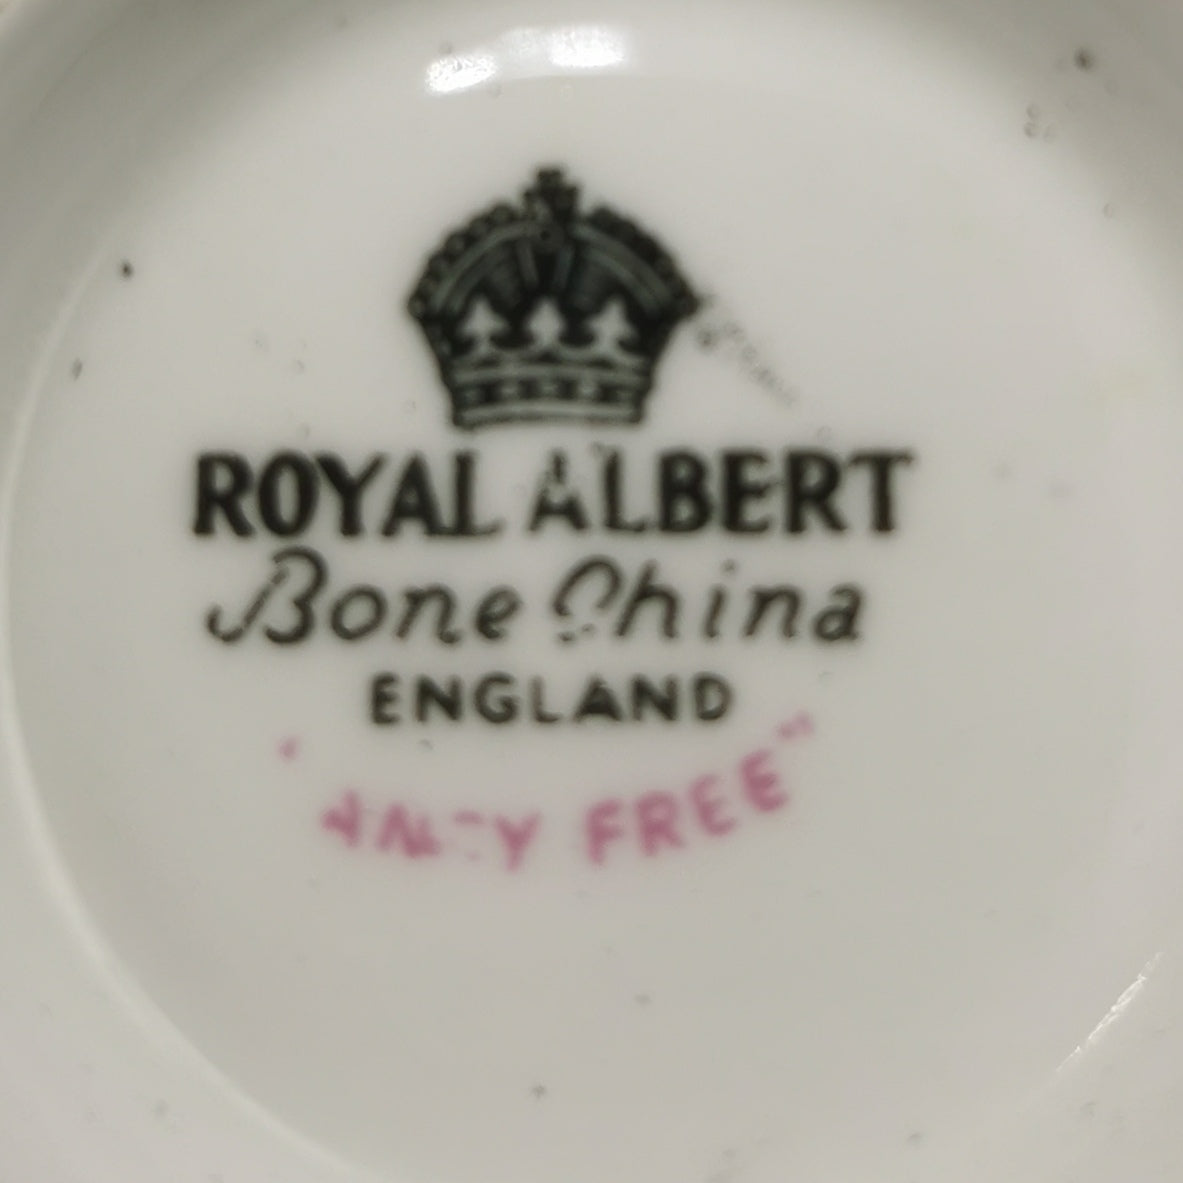 ROYAL ALBERT
Bone China
ENGLAND
FREE"